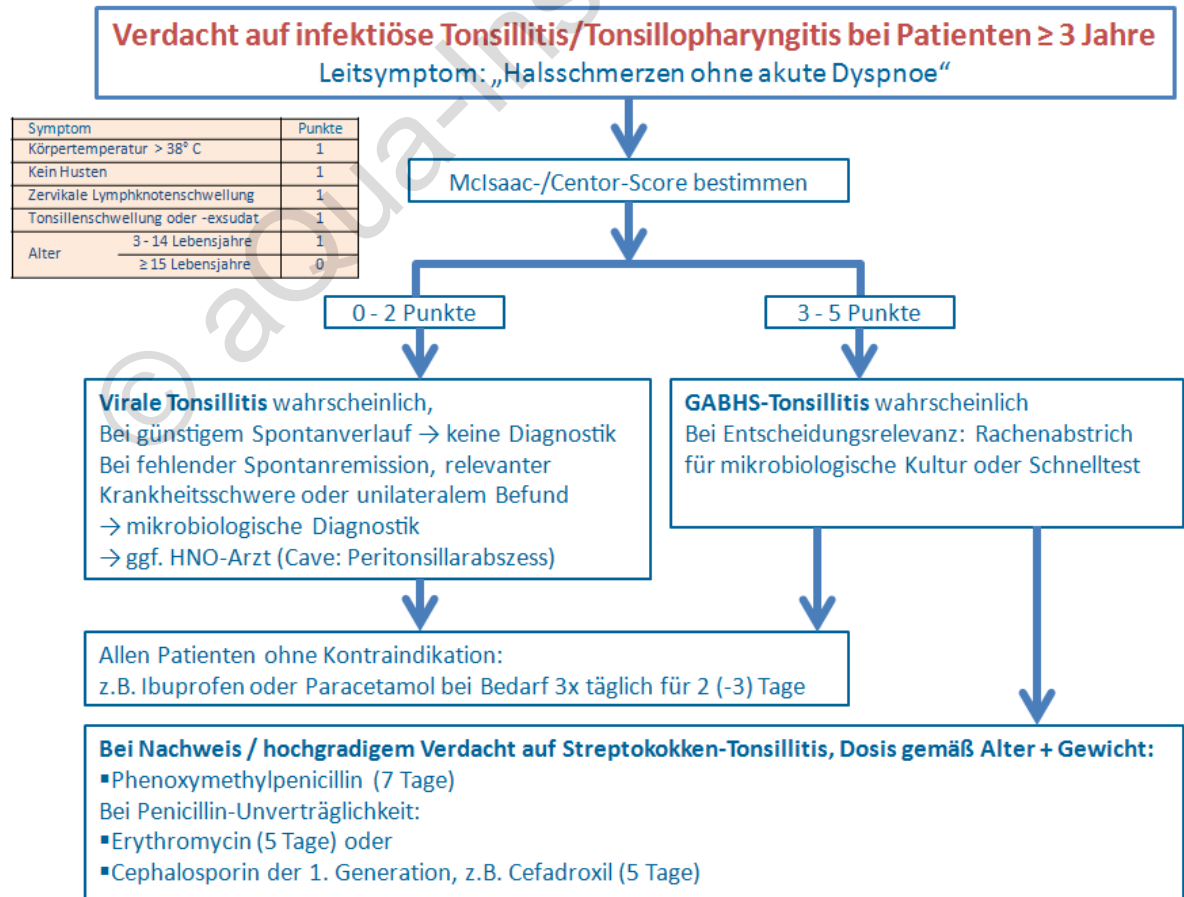 Verdacht auf infektiöse Tonsillitis/Tonsillopharyngitis bei Patienten ≥ 3 Jahre
Leitsymptom: „Halsschmerzen ohne akute Dyspnoe“
Symptom Punkte
Körpertemperatur > 38° C 1
Kein Husten 1
Zervikale Lymphknotenschwellung 1
Tonsillenschwellung oder -exsudat 1
Alter 3 - 14 Lebensjahre 1
≥ 15 Lebensjahre 0
McIsaac-/Centor-Score bestimmen
0 - 2 Punkte
3 - 5 Punkte
Virale Tonsillitis wahrscheinlich,
Bei günstigem Spontanverlauf → keine Diagnostik
Bei fehlender Spontanremission, relevanter
Krankheitsschwere oder unilateralem Befund
→ mikrobiologische Diagnostik
→ ggf. HNO-Arzt (Cave: Peritonsillarabszess)
GABHS-Tonsillitis wahrscheinlich
Bei Entscheidungsrelevanz: Rachenabstrich
für mikrobiologische Kultur oder Schnelltest
Allen Patienten ohne Kontraindikation:
z.B. Ibuprofen oder Paracetamol bei Bedarf 3x täglich für 2 (-3) Tage
Bei Nachweis / hochgradigem Verdacht auf Streptokokken-Tonsillitis, Dosis gemäß Alter + Gewicht:
▪Phenoxymethylpenicillin (7 Tage)
Bei Penicillin-Unverträglichkeit:
▪Erythromycin (5 Tage) oder
▪Cephalosporin der 1. Generation, z.B. Cefadroxil (5 Tage)
© aQua-Ins